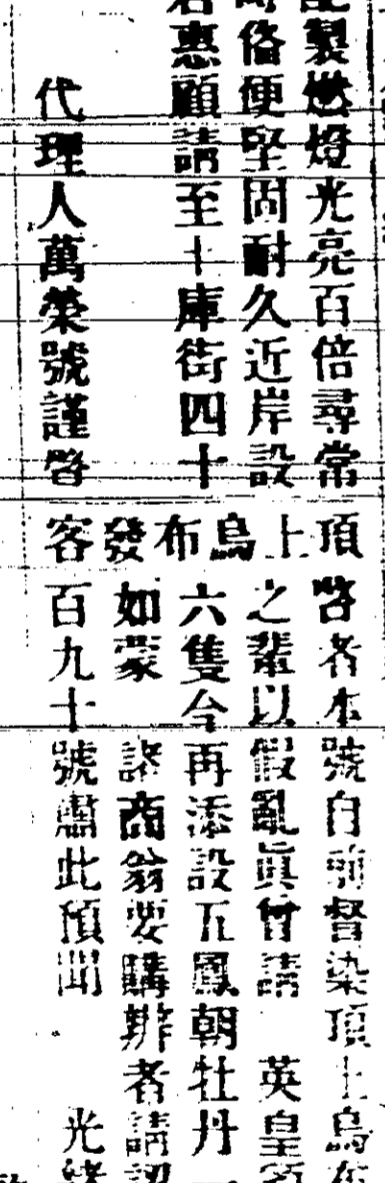 製燃燈光亮百倍尋常
俻便堅固耐久近岸設
惠顧請至十庫街四十
代理人萬榮號謹啓
頂上烏布發客
啓者本號自前督染頂上烏布
之輩以假亂眞曾請 英皇
六隻今再添設五鳳朝牡丹
如蒙 諸商翁要購辦者請認
百九十號肅此預聞 光緒